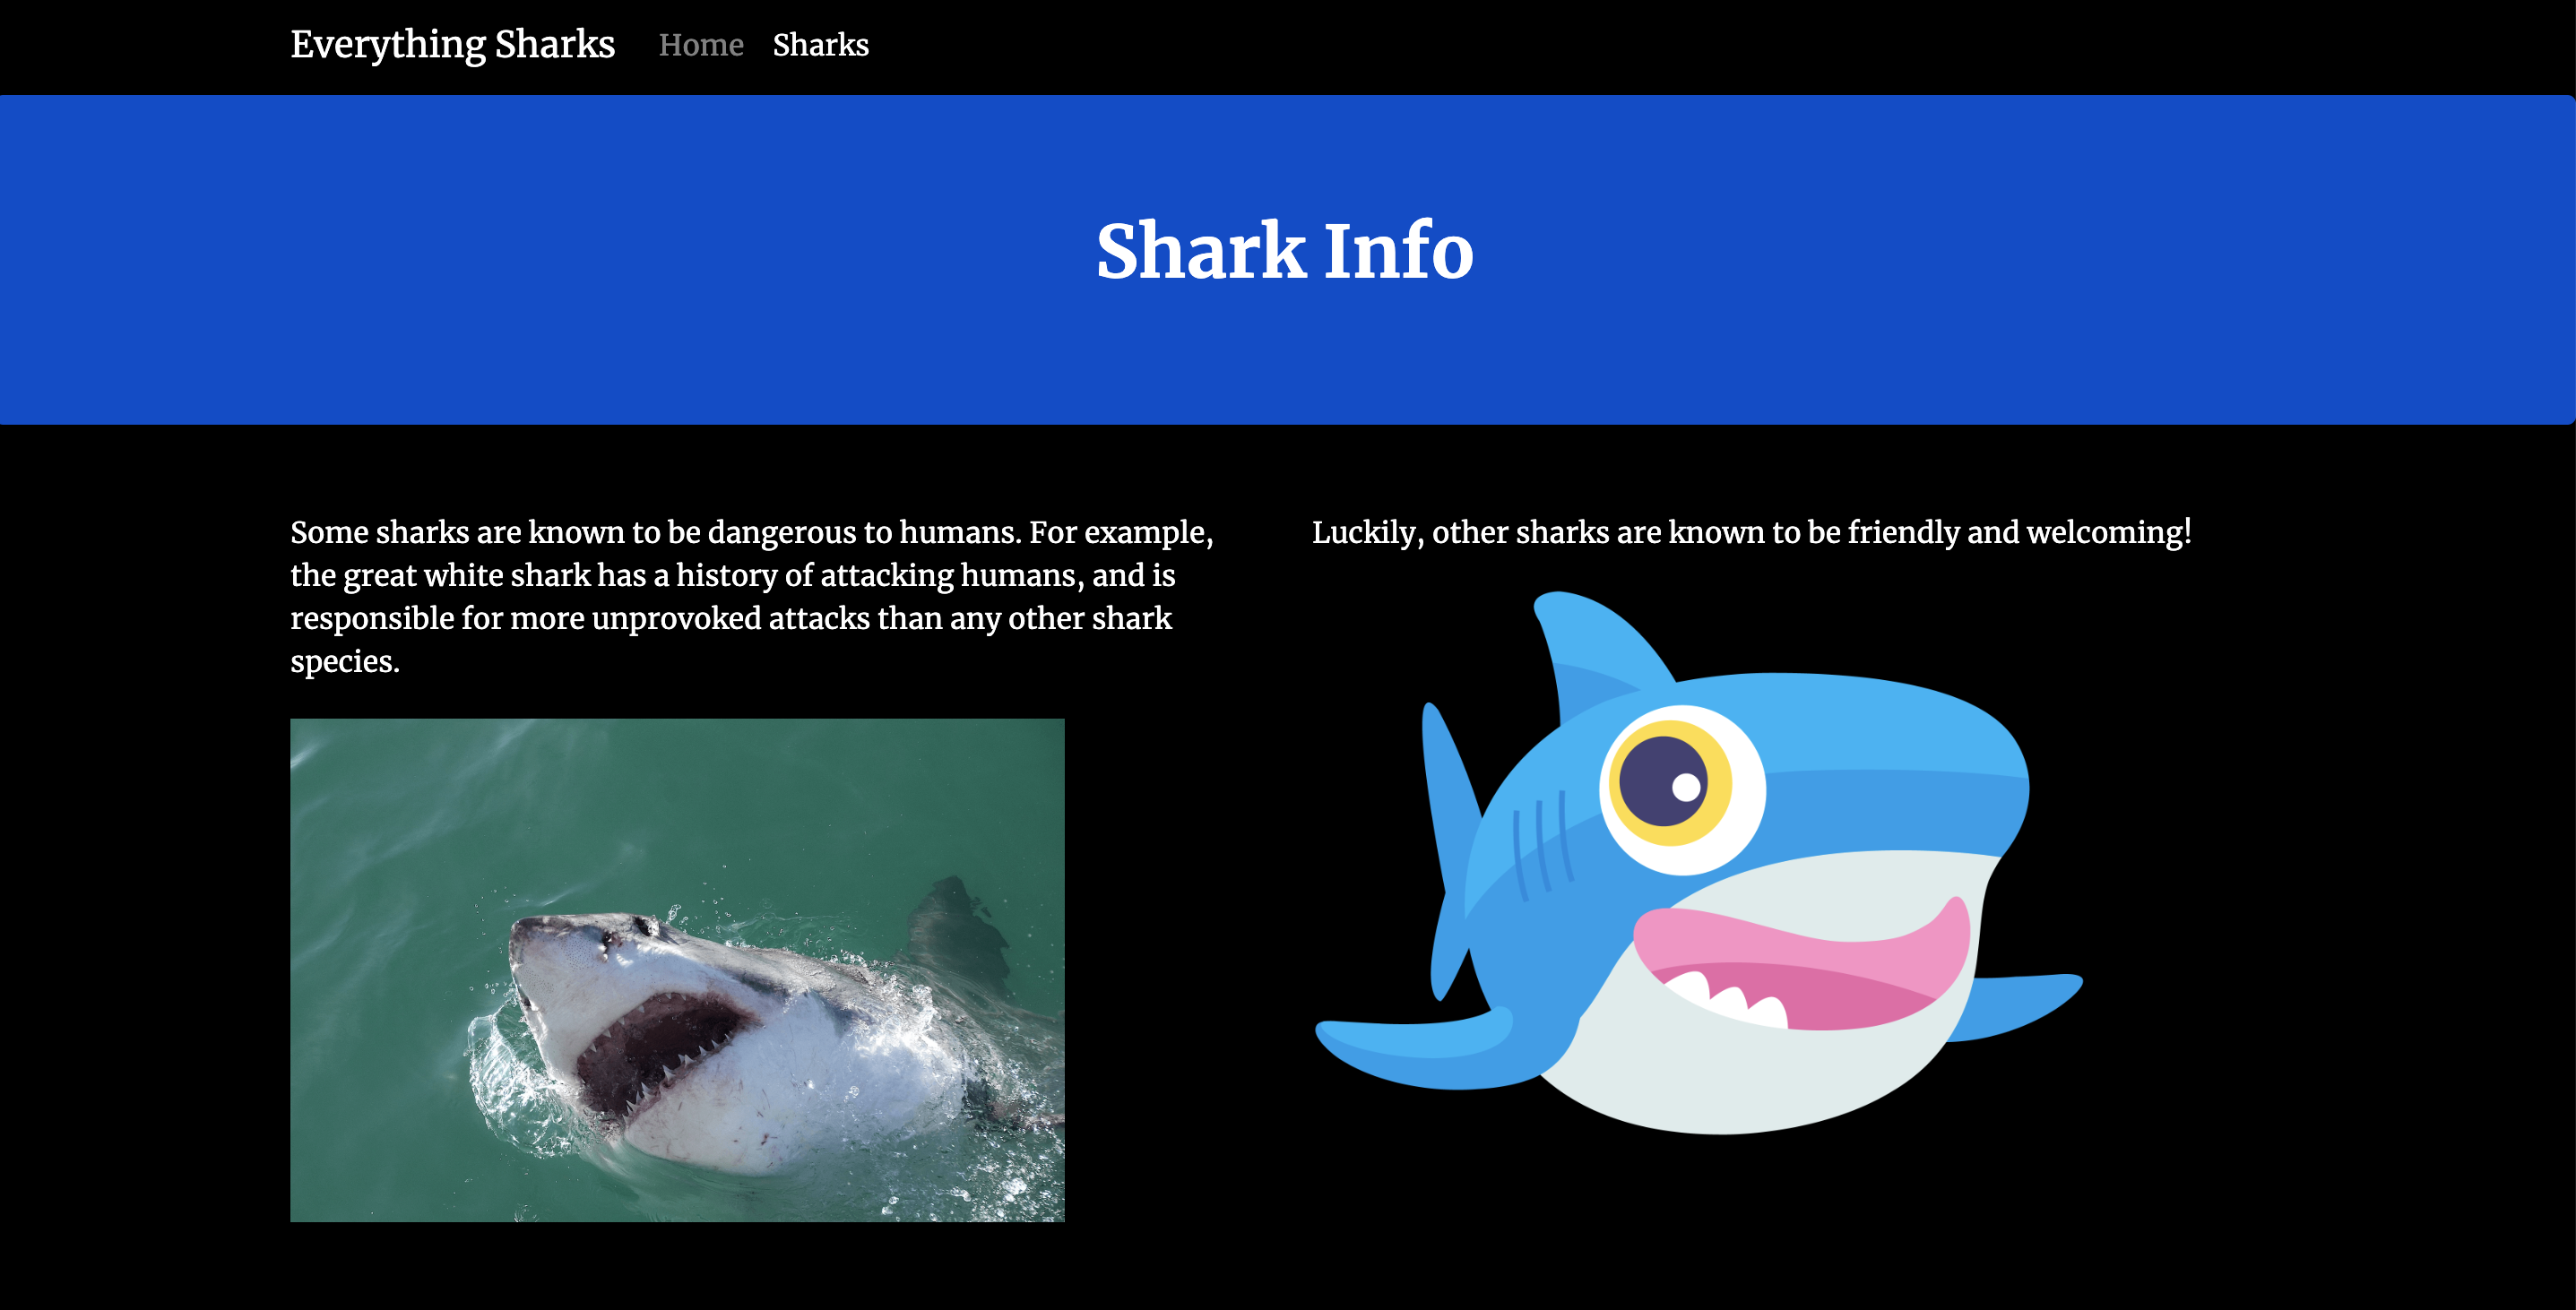 Everything Sharks Home Sharks
Shark Info
Some sharks are known to be dangerous to humans. For example,
the great white shark has a history of attacking humans, and is
responsible for more unprovoked attacks than any other shark
species.
Luckily, other sharks are known to be friendly and welcoming!